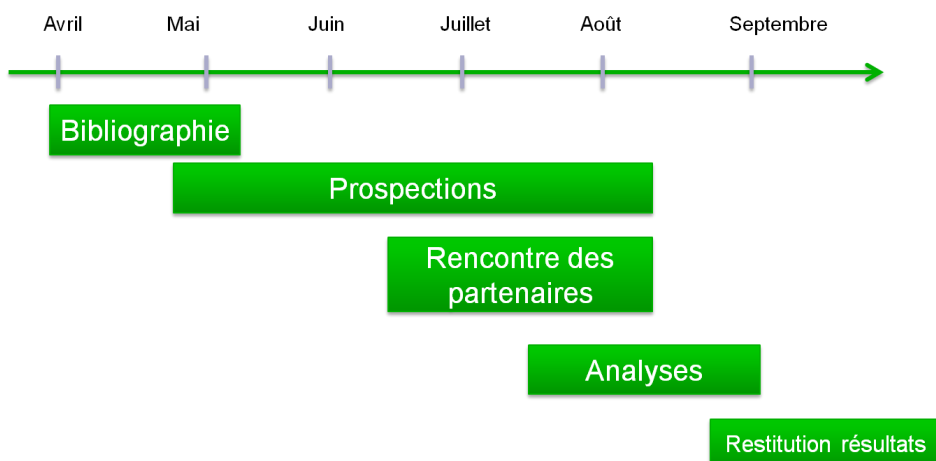 Avril Mai Juin Juillet Août Septembre
Bibliographie
Prospections
Rencontre des
partenaires
Analyses
Restitution résultats